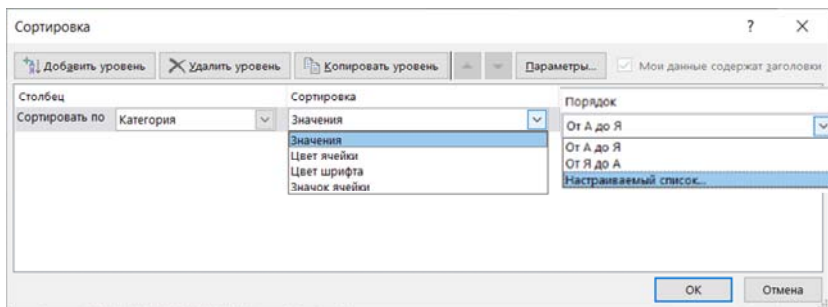 Сортировка ?
Добавить уровень Удалить уровень Копировать уровень Параметры... Мои данные содержат заголовки
Столбец Сортировка Порядок
Сортировать по Категория Значения От А до Я
Значения От А до Я
Цвет ячейки От Я до А
Цвет шрифта Настраиваемый список...
Значок ячейки
ОК Отмена